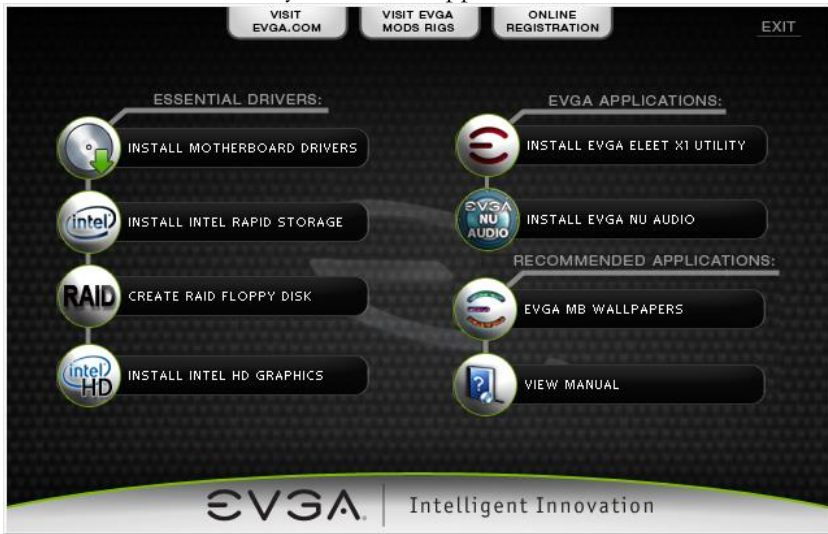 VISIT
EVGA.COM
VISIT EVGA
MODS RIGS
ONLINE
REGISTRATION
EXIT
ESSENTIAL DRIVERS:
INSTALL MOTHERBOARD DRIVERS
intel
INSTALL INTEL RAPID STORAGE
RAID
CREATE RAID FLOPPY DISK
intel
HD
INSTALL INTEL HD GRAPHICS
EVGA APPLICATIONS:
INSTALL EVGA ELEET X1 UTILITY
EVGA
NU
AUDIO
INSTALL EVGA NU AUDIO
RECOMMENDED APPLICATIONS:
EVGA MB WALLPAPERS
?
VIEW MANUAL
EVGA.
Intelligent Innovation